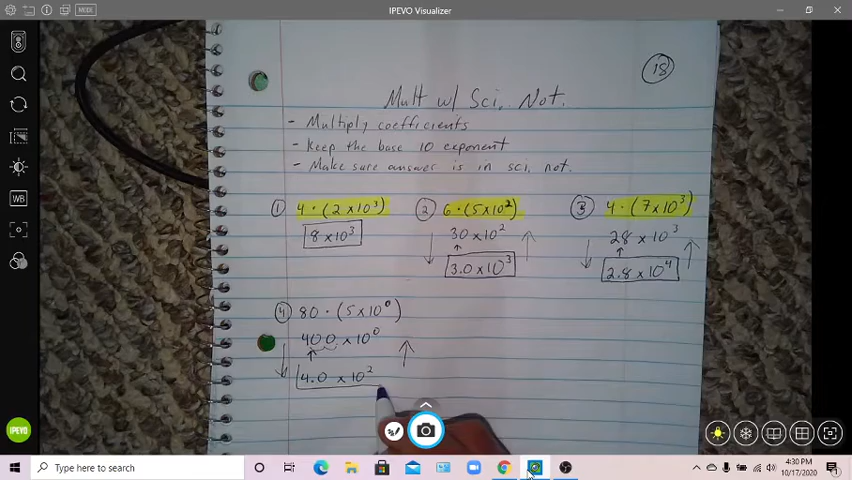 IPEVO Visualizer
MODE
18
Mult w/ Sci. Not.
- Multiply coefficients
- Keep the base 10 exponent
- Make sure answer is in sci. not.
① 4 · (2 x 10³)
8 x 10³
② 6 · (5 x 10²)
30 x 10²
3.0 x 10³
③ 4 · (7 x 10³)
28 x 10³
2.8 x 10⁴
④ 80 · (5 x 10⁰)
400 x 10⁰
4.0 x 10²
WB
IPEVO
Type here to search
4:30 PM
10/17/2020